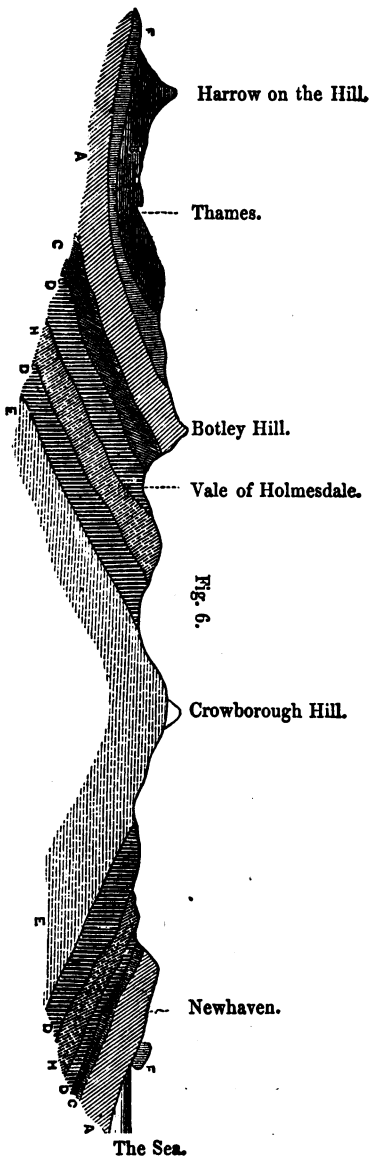 F
Harrow on the Hill.
A
Thames.
C
D
H
D
E
Botley Hill.
Vale of Holmesdale.
Fig. 6.
Crowborough Hill.
E
Newhaven.
D
H
F
D
C
A
The Sea.